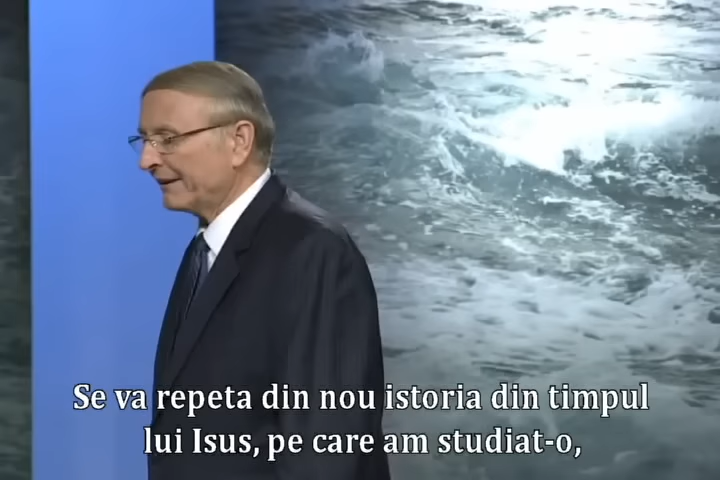 Se va repeta din nou istoria din timpul
lui Isus, pe care am studiat-o,